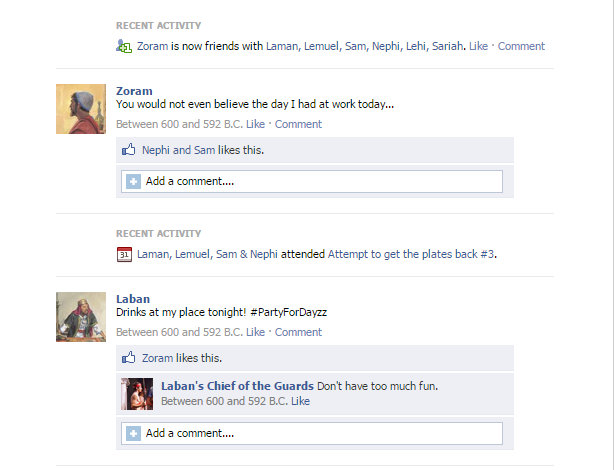 RECENT ACTIVITY
Zoram is now friends with Laman, Lemuel, Sam, Nephi, Lehi, Sariah. Like · Comment
Zoram
You would not even believe the day I had at work today...
Between 600 and 592 B.C. Like · Comment
Nephi and Sam likes this.
Add a comment....
RECENT ACTIVITY
31 Laman, Lemuel, Sam & Nephi attended Attempt to get the plates back #3.
Laban
Drinks at my place tonight! #PartyForDayzz
Between 600 and 592 B.C. Like · Comment
Zoram likes this.
Laban's Chief of the Guards Don't have too much fun.
Between 600 and 592 B.C. Like
Add a comment....